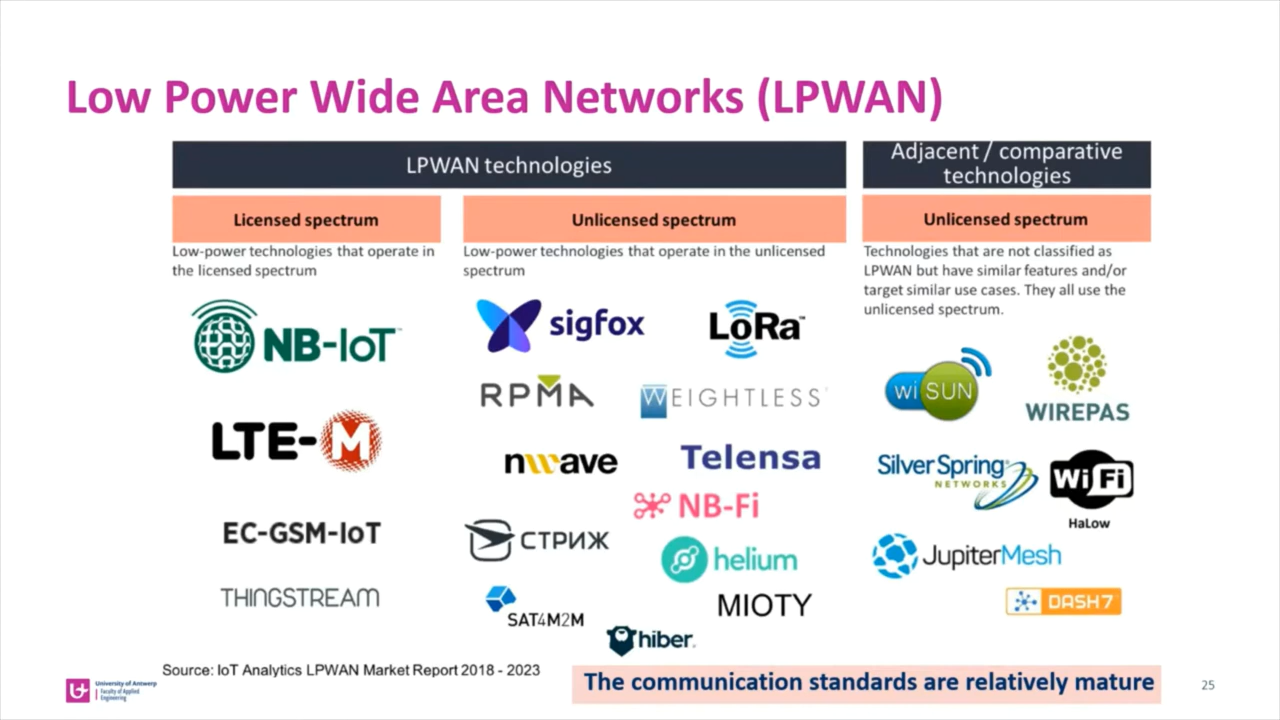 Low Power Wide Area Networks (LPWAN)
LPWAN technologies
Adjacent / comparative
technologies
Licensed spectrum
Unlicensed spectrum
Unlicensed spectrum
Low-power technologies that operate in
the licensed spectrum
Low-power technologies that operate in the unlicensed
spectrum
Technologies that are not classified as
LPWAN but have similar features and/or
target similar use cases. They all use the
unlicensed spectrum.
NB-IoT™
LTE-M
EC-GSM-IoT
THINGSTREAM
sigfox
LoRa™
RPMA
WEIGHTLESS
nwave
Telensa
NB-Fi
СТРИЖ
helium
SAT4M2M
MIOTY
hiber
wi SUN
WIREPAS
Silver Spring
NETWORKS
Wi Fi
HaLow
JupiterMesh
DASH7
Source: IoT Analytics LPWAN Market Report 2018 - 2023
The communication standards are relatively mature
University of Antwerp
Faculty of Applied
Engineering
25